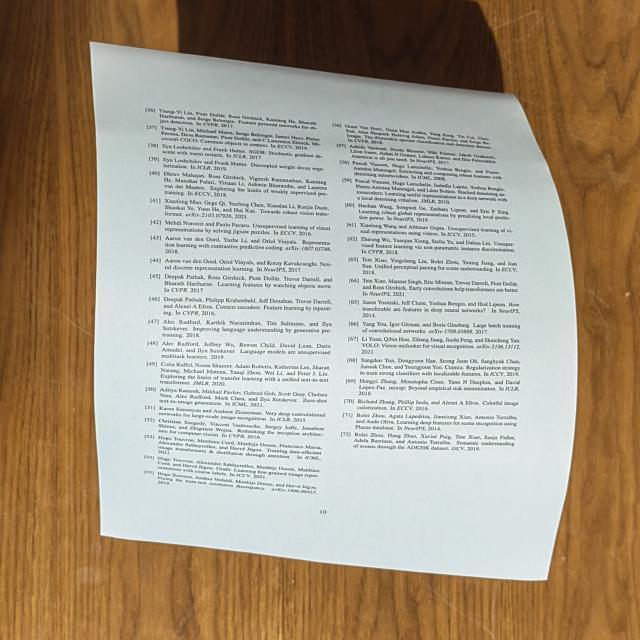 [36] Tsung-Yi Lin, Piotr Dollár, Ross Girshick, Kaiming He, Bharath
Hariharan, and Serge Belongie. Feature pyramid networks for ob-
ject detection. In CVPR, 2017.
[37] Tsung-Yi Lin, Michael Maire, Serge Belongie, James Hays, Pietro
Perona, Deva Ramanan, Piotr Dollár, and C Lawrence Zitnick. Mi-
crosoft COCO: Common objects in context. In ECCV, 2014.
[38] Ilya Loshchilov and Frank Hutter. SGDR: Stochastic gradient de-
scent with warm restarts. In ICLR, 2017.
[39] Ilya Loshchilov and Frank Hutter. Decoupled weight decay regu-
larization. In ICLR, 2019.
[40] Dhruv Mahajan, Ross Girshick, Vignesh Ramanathan, Kaiming
He, Manohar Paluri, Yixuan Li, Ashwin Bharambe, and Laurens
van der Maaten. Exploring the limits of weakly supervised pre-
training. In ECCV, 2018.
[41] Xiaofeng Mao, Gege Qi, Yuefeng Chen, Xiaodan Li, Ranjie Duan,
Shaokai Ye, Yuan He, and Hui Xue. Towards robust vision trans-
former. arXiv:2105.07926, 2021.
[42] Mehdi Noroozi and Paolo Favaro. Unsupervised learning of visual
representations by solving jigsaw puzzles. In ECCV, 2016.
[43] Aaron van den Oord, Yazhe Li, and Oriol Vinyals. Representa-
tion learning with contrastive predictive coding. arXiv:1807.03748,
2018.
[44] Aaron van den Oord, Oriol Vinyals, and Koray Kavukcuoglu. Neu-
ral discrete representation learning. In NeurIPS, 2017.
[45] Deepak Pathak, Ross Girshick, Piotr Dollár, Trevor Darrell, and
Bharath Hariharan. Learning features by watching objects move.
In CVPR, 2017.
[46] Deepak Pathak, Philipp Krahenbuhl, Jeff Donahue, Trevor Darrell,
and Alexei A Efros. Context encoders: Feature learning by inpaint-
ing. In CVPR, 2016.
[47] Alec Radford, Karthik Narasimhan, Tim Salimans, and Ilya
Sutskever. Improving language understanding by generative pre-
training. 2018.
[48] Alec Radford, Jeffrey Wu, Rewon Child, David Luan, Dario
Amodei, and Ilya Sutskever. Language models are unsupervised
multitask learners. 2019.
[49] Colin Raffel, Noam Shazeer, Adam Roberts, Katherine Lee, Sharan
Narang, Michael Matena, Yanqi Zhou, Wei Li, and Peter J. Liu.
Exploring the limits of transfer learning with a unified text-to-text
transformer. JMLR, 2020.
[50] Aditya Ramesh, Mikhail Pavlov, Gabriel Goh, Scott Gray, Chelsea
Voss, Alec Radford, Mark Chen, and Ilya Sutskever. Zero-shot
text-to-image generation. In ICML, 2021.
[51] Karen Simonyan and Andrew Zisserman. Very deep convolutional
networks for large-scale image recognition. In ICLR, 2015.
[52] Christian Szegedy, Vincent Vanhoucke, Sergey Ioffe, Jonathon
Shlens, and Zbigniew Wojna. Rethinking the inception architec-
ture for computer vision. In CVPR, 2016.
[53] Hugo Touvron, Matthieu Cord, Matthijs Douze, Francisco Massa,
Alexandre Sablayrolles, and Hervé Jégou. Training data-efficient
image transformers & distillation through attention. In ICML,
2021.
[54] Hugo Touvron, Alexandre Sablayrolles, Matthijs Douze, Matthieu
Cord, and Hervé Jégou. Grafit: Learning fine-grained image repre-
sentations with coarse labels. In ICCV, 2021.
[55] Hugo Touvron, Andrea Vedaldi, Matthijs Douze, and Hervé Jégou.
Fixing the train-test resolution discrepancy. arXiv:1906.06423,
2019.
[56] Grant Van Horn, Oisin Mac Aodha, Yang Song, Yin Cui, Chen
Sun, Alex Shepard, Hartwig Adam, Pietro Perona, and Serge Be-
longie. The iNaturalist species classification and detection dataset.
In CVPR, 2018.
[57] Ashish Vaswani, Noam Shazeer, Niki Parmar, Jakob Uszkoreit,
Llion Jones, Aidan N Gomez, Lukasz Kaiser, and Illia Polosukhin.
Attention is all you need. In NeurIPS, 2017.
[58] Pascal Vincent, Hugo Larochelle, Yoshua Bengio, and Pierre-
Antoine Manzagol. Extracting and composing robust features with
denoising autoencoders. In ICML, 2008.
[59] Pascal Vincent, Hugo Larochelle, Isabelle Lajoie, Yoshua Bengio,
Pierre-Antoine Manzagol, and Léon Bottou. Stacked denoising au-
toencoders: Learning useful representations in a deep network with
a local denoising criterion. JMLR, 2010.
[60] Haohan Wang, Songwei Ge, Zachary Lipton, and Eric P Xing.
Learning robust global representations by penalizing local predic-
tive power. In NeurIPS, 2019.
[61] Xiaolong Wang and Abhinav Gupta. Unsupervised learning of vi-
sual representations using videos. In ICCV, 2015.
[62] Zhirong Wu, Yuanjun Xiong, Stella Yu, and Dahua Lin. Unsuper-
vised feature learning via non-parametric instance discrimination.
In CVPR, 2018.
[63] Tete Xiao, Yingcheng Liu, Bolei Zhou, Yuning Jiang, and Jian
Sun. Unified perceptual parsing for scene understanding. In ECCV,
2018.
[64] Tete Xiao, Mannat Singh, Eric Mintun, Trevor Darrell, Piotr Dollár,
and Ross Girshick. Early convolutions help transformers see better.
In NeurIPS, 2021.
[65] Jason Yosinski, Jeff Clune, Yoshua Bengio, and Hod Lipson. How
transferable are features in deep neural networks? In NeurIPS,
2014.
[66] Yang You, Igor Gitman, and Boris Ginsburg. Large batch training
of convolutional networks. arXiv:1708.03888, 2017.
[67] Li Yuan, Qibin Hou, Zihang Jiang, Jiashi Feng, and Shuicheng Yan.
VOLO: Vision outlooker for visual recognition. arXiv:2106.13112,
2021.
[68] Sangdoo Yun, Dongyoon Han, Seong Joon Oh, Sanghyuk Chun,
Junsuk Choe, and Youngjoon Yoo. Cutmix: Regularization strategy
to train strong classifiers with localizable features. In ICCV, 2019.
[69] Hongyi Zhang, Moustapha Cisse, Yann N Dauphin, and David
Lopez-Paz. mixup: Beyond empirical risk minimization. In ICLR,
2018.
[70] Richard Zhang, Phillip Isola, and Alexei A Efros. Colorful image
colorization. In ECCV, 2016.
[71] Bolei Zhou, Agata Lapedriza, Jianxiong Xiao, Antonio Torralba,
and Aude Oliva. Learning deep features for scene recognition using
Places database. In NeurIPS, 2014.
[72] Bolei Zhou, Hang Zhao, Xavier Puig, Tete Xiao, Sanja Fidler,
Adela Barriuso, and Antonio Torralba. Semantic understanding
of scenes through the ADE20K dataset. IJCV, 2019.
10